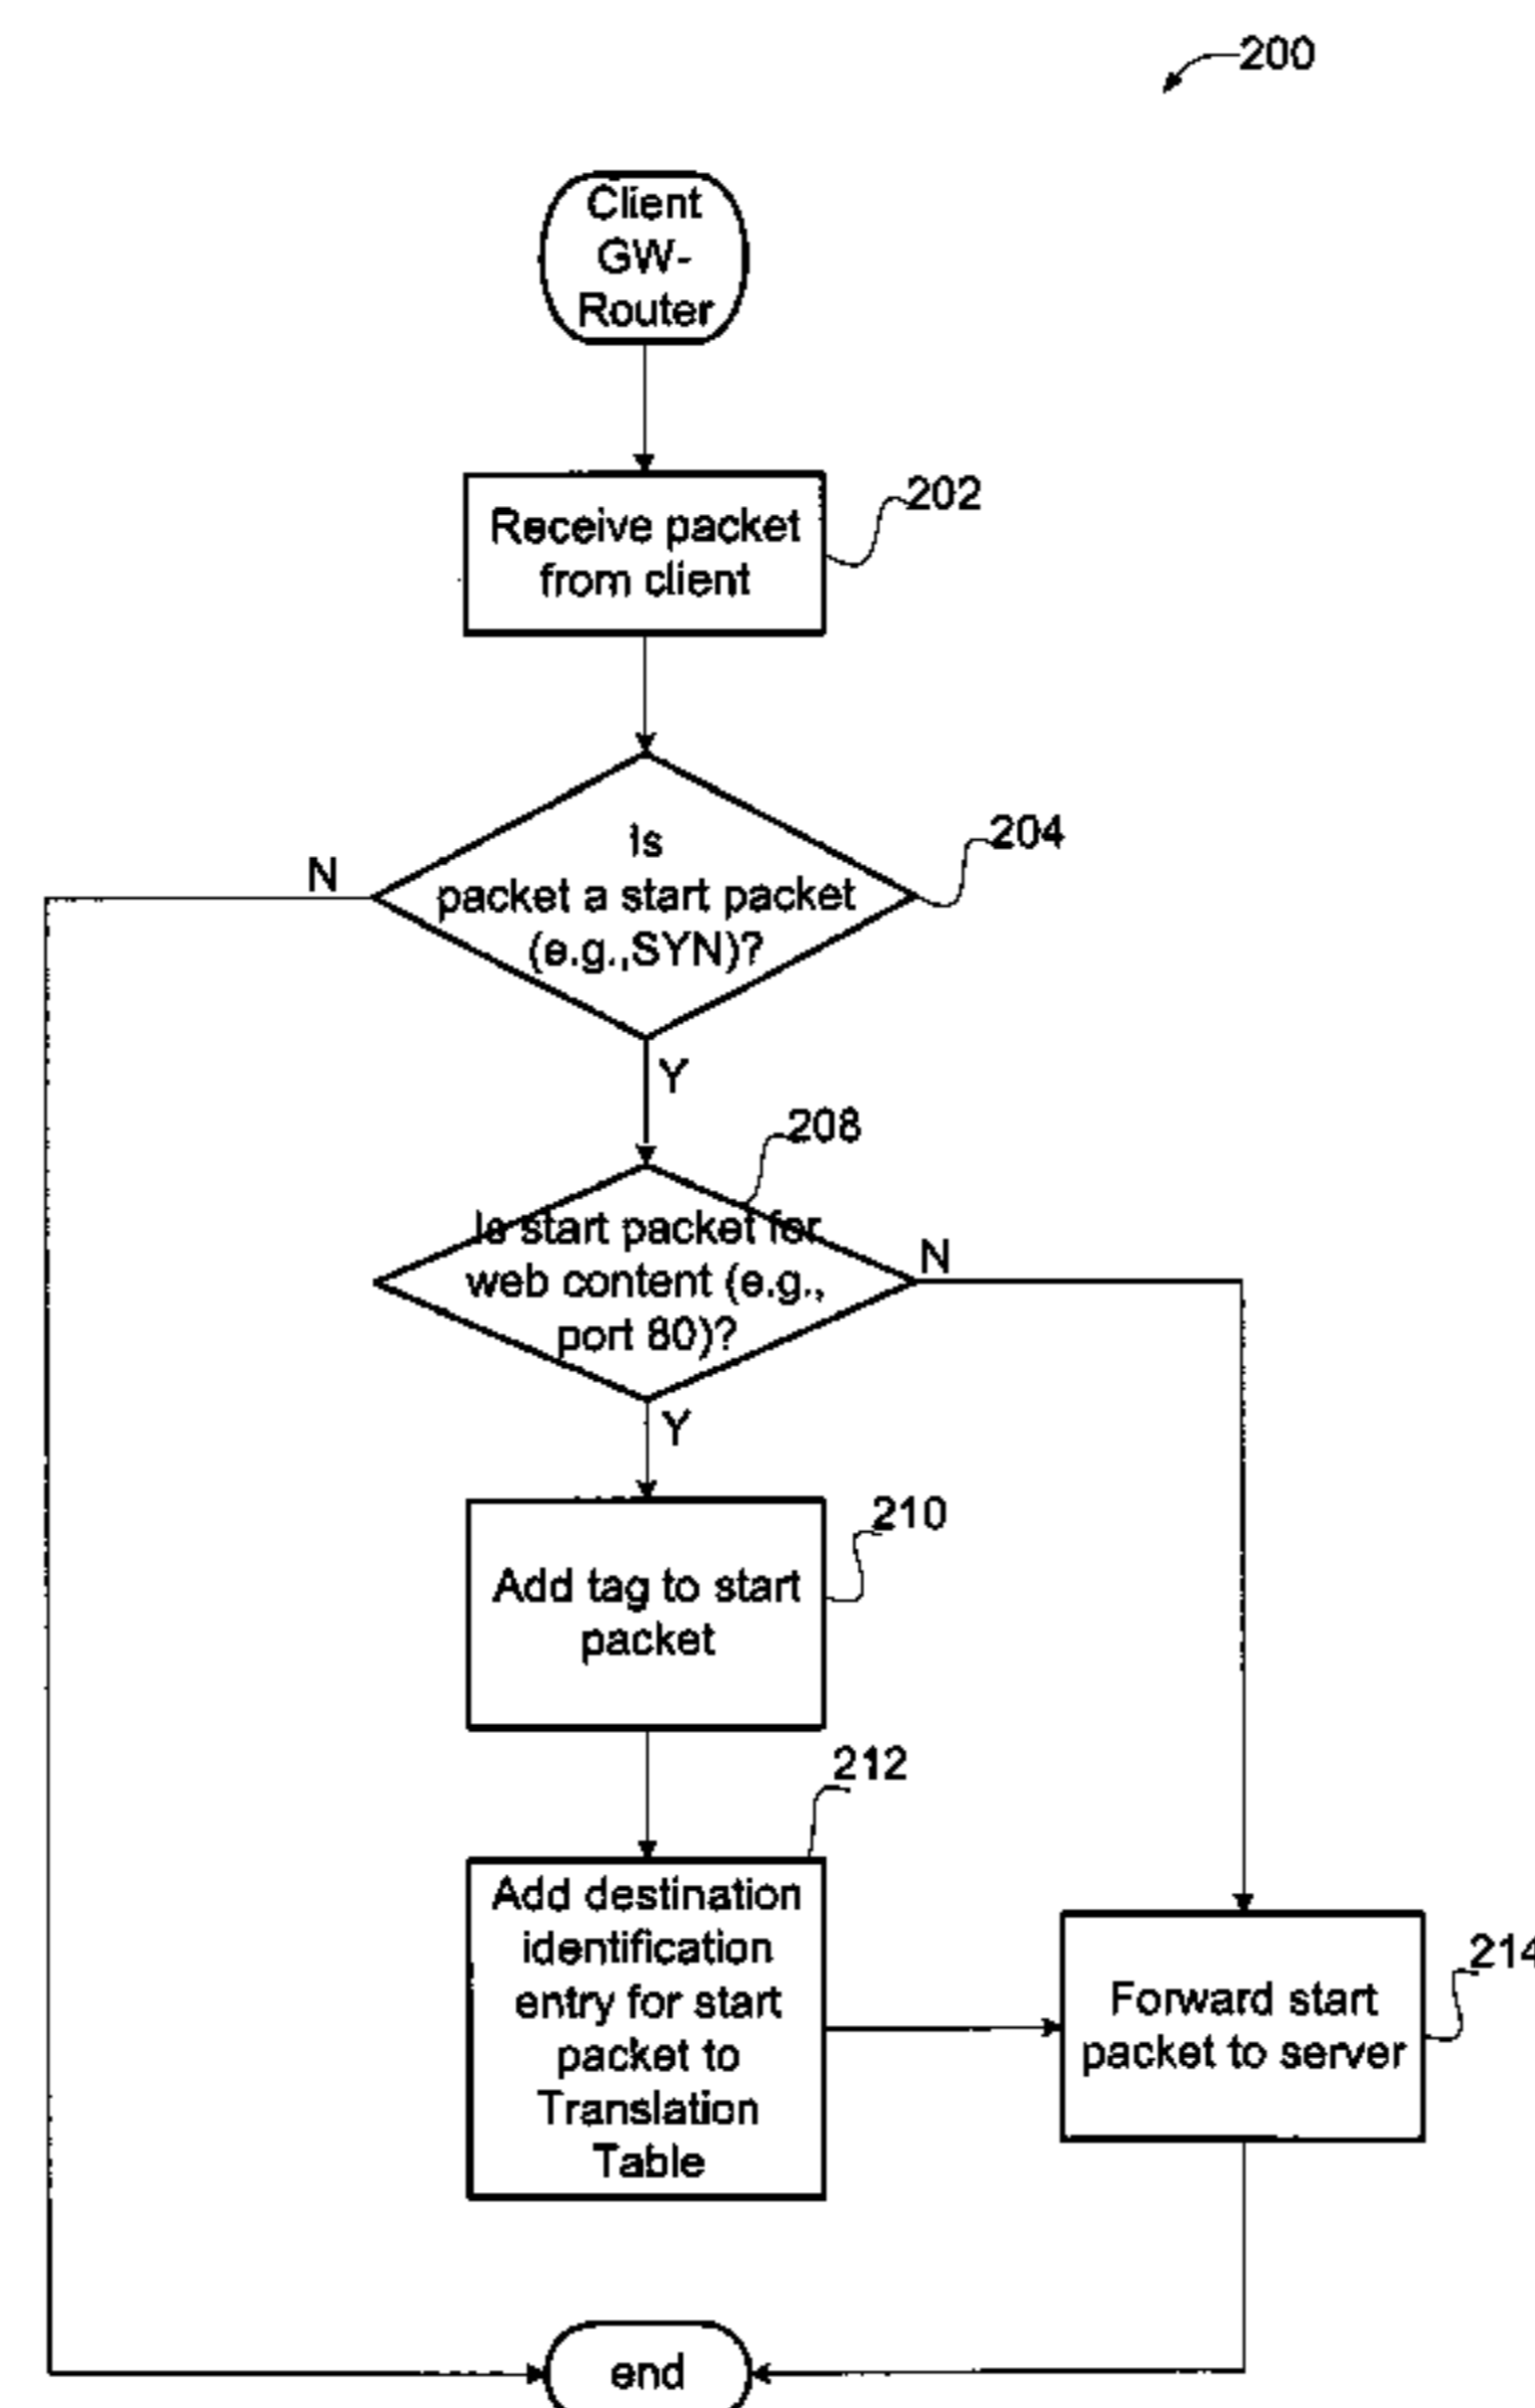 200
Client
GW-
Router
Receive packet
from client
202
Is
packet a start packet
(e.g.,SYN)?
204
N
Y
208
Is start packet for
web content (e.g.,
port 80)?
N
Y
210
Add tag to start
packet
212
Add destination
identification
entry for start
packet to
Translation
Table
Forward start
packet to server
214
end